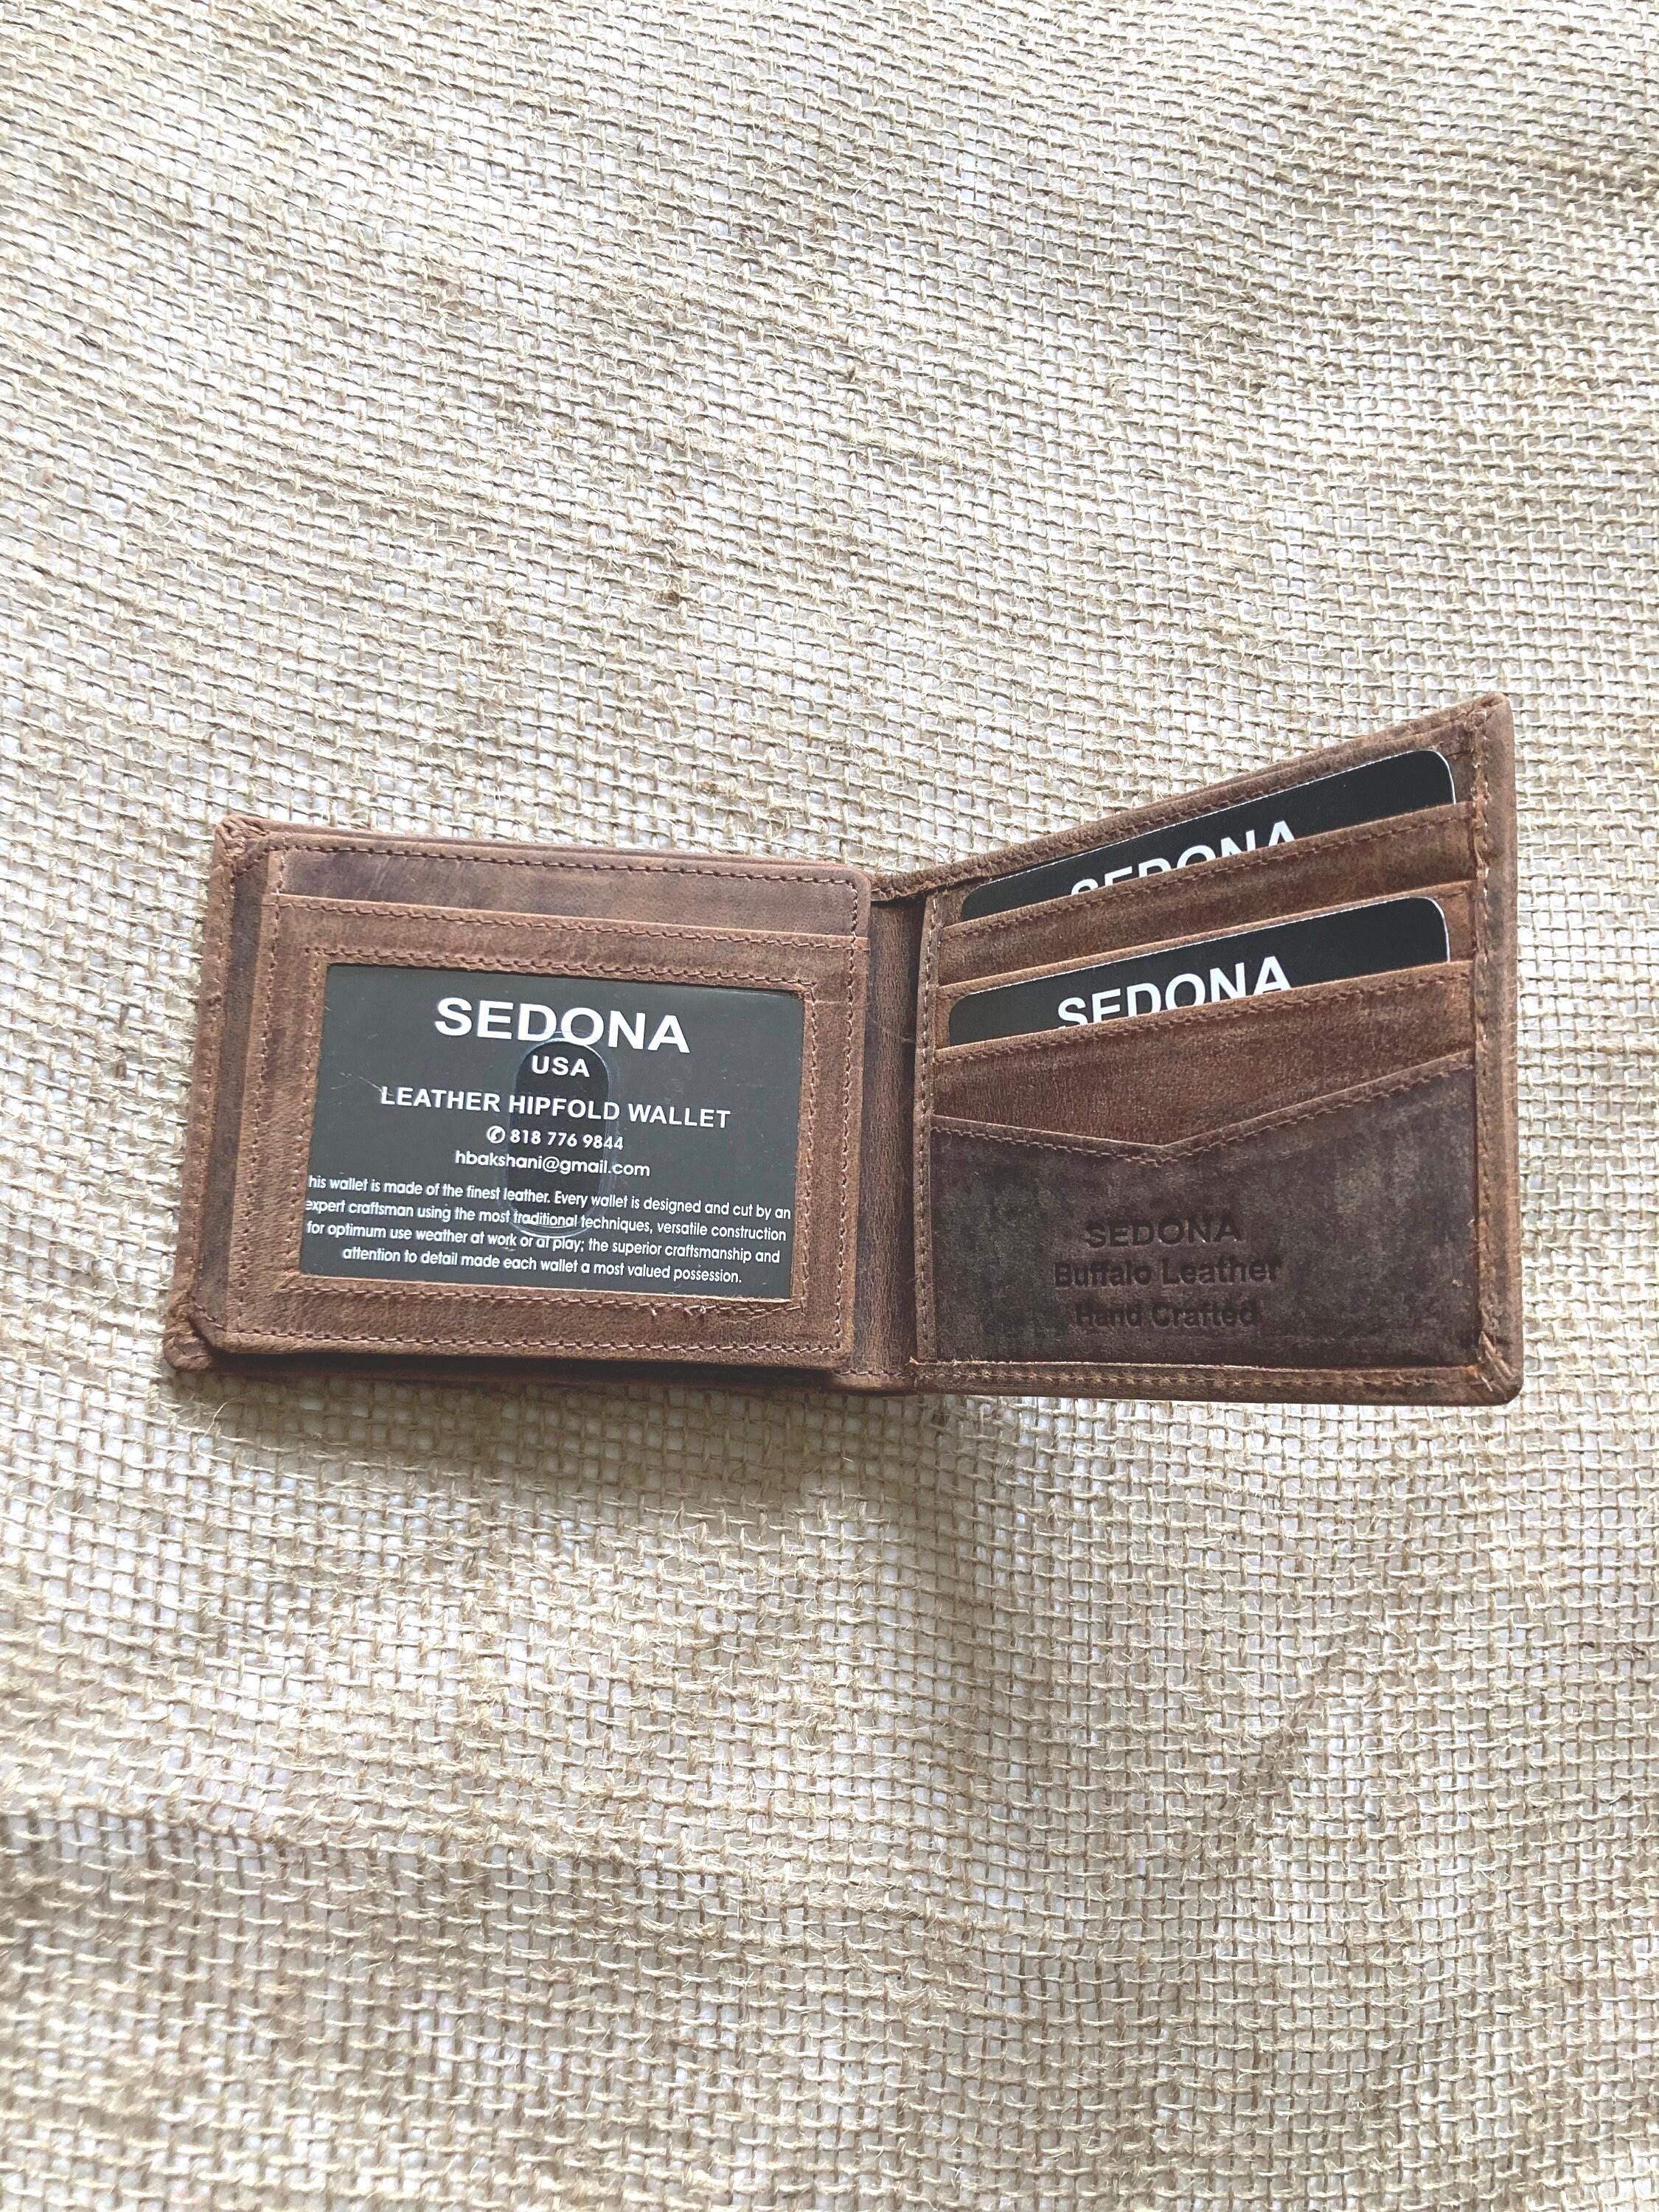 SEDONA
USA
LEATHER HIPFOLD WALLET
✆ 818 776 9844
hbakshani@gmail.com
his wallet is made of the finest leather. Every wallet is designed and cut by an
expert craftsman using the most traditional techniques, versatile construction
for optimum use weather at work or at play; the superior craftsmanship and
attention to detail made each wallet a most valued possession.
SEDONA
SEDONA
SEDONA
Buffalo Leather
Hand Crafted